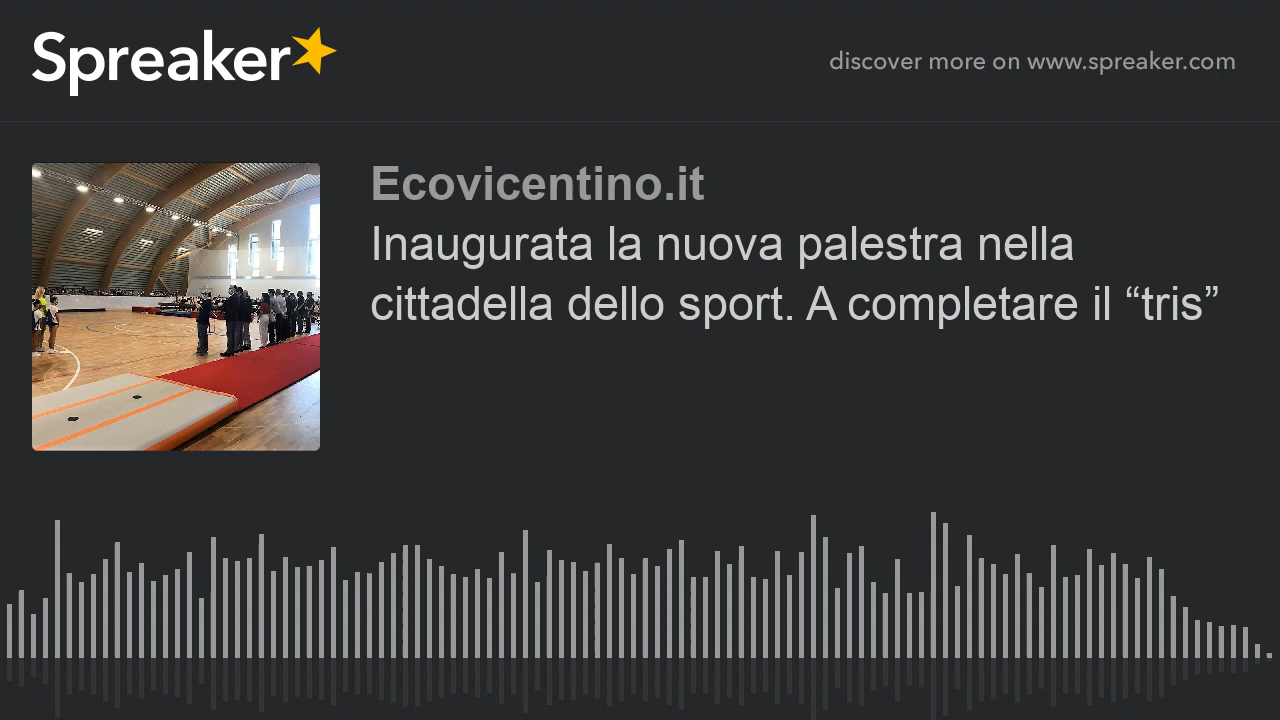 Spreaker
discover more on www.spreaker.com
Ecovicentino.it
Inaugurata la nuova palestra nella
cittadella dello sport. A completare il “tris”